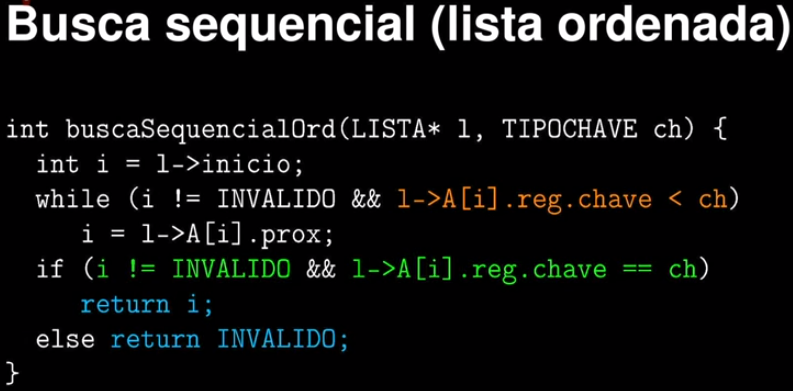 Busca sequencial (lista ordenada)
int buscaSequencialOrd(LISTA* l, TIPOCHAVE ch) {
  int i = l->inicio;
  while (i != INVALIDO && l->A[i].reg.chave < ch)
     i = l->A[i].prox;
  if (i != INVALIDO && l->A[i].reg.chave == ch)
     return i;
  else return INVALIDO;
}